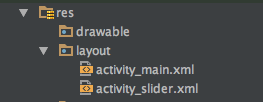 res
drawable
layout
activity_main.xml
activity_slider.xml